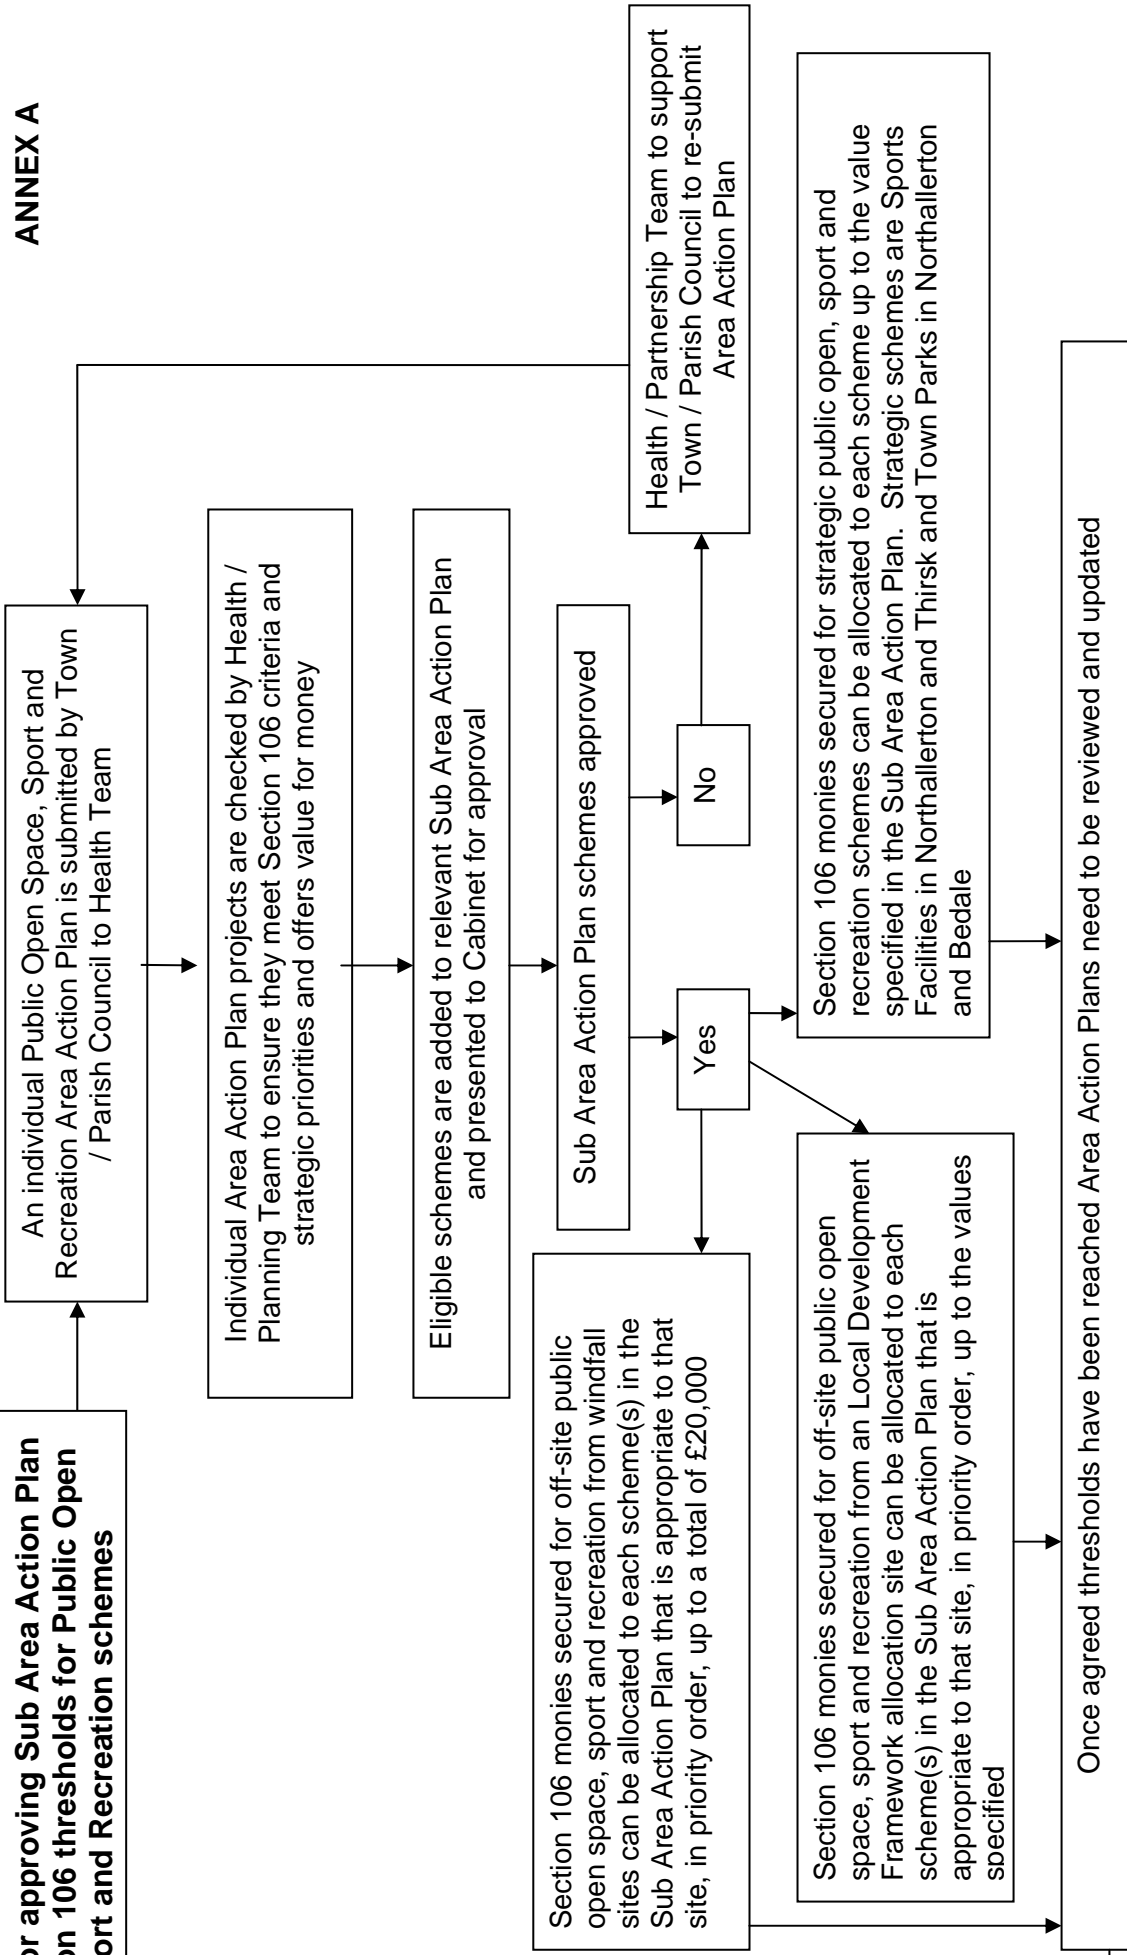 ANNEX A
or approving Sub Area Action Plan
on 106 thresholds for Public Open
ort and Recreation schemes
An individual Public Open Space, Sport and
Recreation Area Action Plan is submitted by Town
/ Parish Council to Health Team
Individual Area Action Plan projects are checked by Health /
Planning Team to ensure they meet Section 106 criteria and
strategic priorities and offers value for money
Eligible schemes are added to relevant Sub Area Action Plan
and presented to Cabinet for approval
Sub Area Action Plan schemes approved
Yes
No
Health / Partnership Team to support
Town / Parish Council to re-submit
Area Action Plan
Section 106 monies secured for off-site public
open space, sport and recreation from windfall
sites can be allocated to each scheme(s) in the
Sub Area Action Plan that is appropriate to that
site, in priority order, up to a total of £20,000
Section 106 monies secured for off-site public open
space, sport and recreation from an Local Development
Framework allocation site can be allocated to each
scheme(s) in the Sub Area Action Plan that is
appropriate to that site, in priority order, up to the values
specified
Section 106 monies secured for strategic public open, sport and
recreation schemes can be allocated to each scheme up to the value
specified in the Sub Area Action Plan.  Strategic schemes are Sports
Facilities in Northallerton and Thirsk and Town Parks in Northallerton
and Bedale
Once agreed thresholds have been reached Area Action Plans need to be reviewed and updated